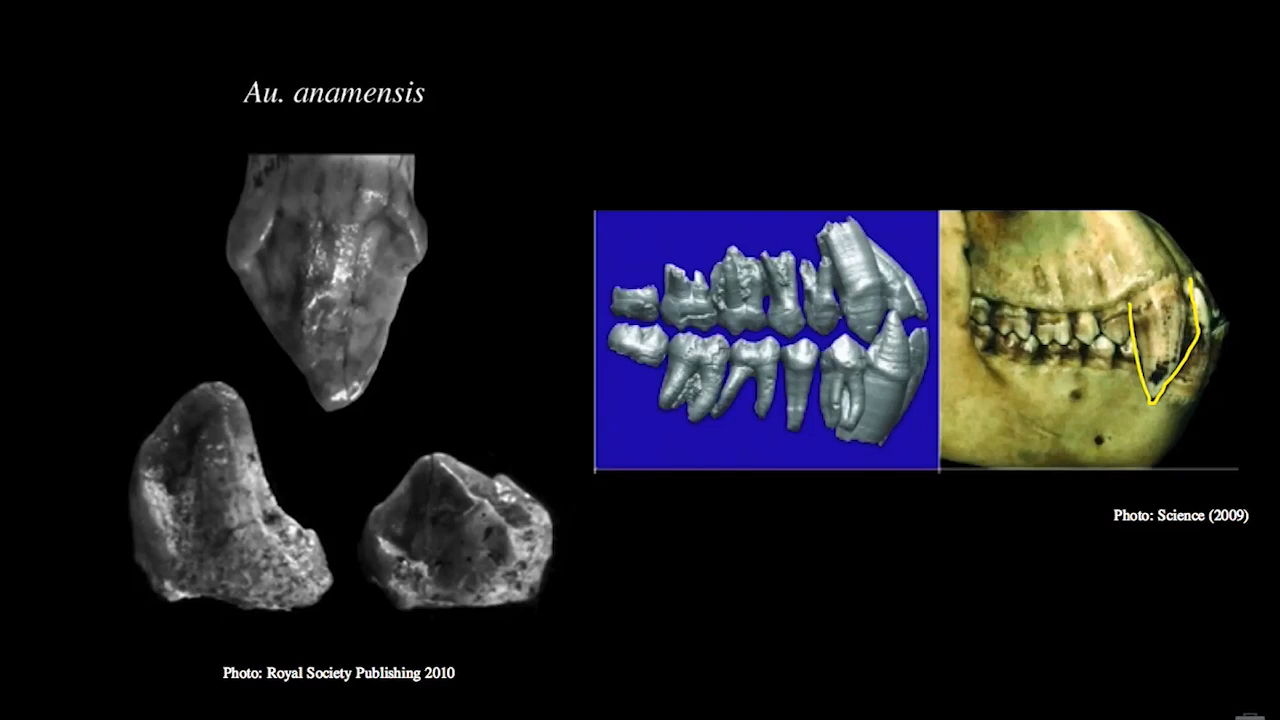 Au. anamensis
Photo: Science (2009)
Photo: Royal Society Publishing 2010